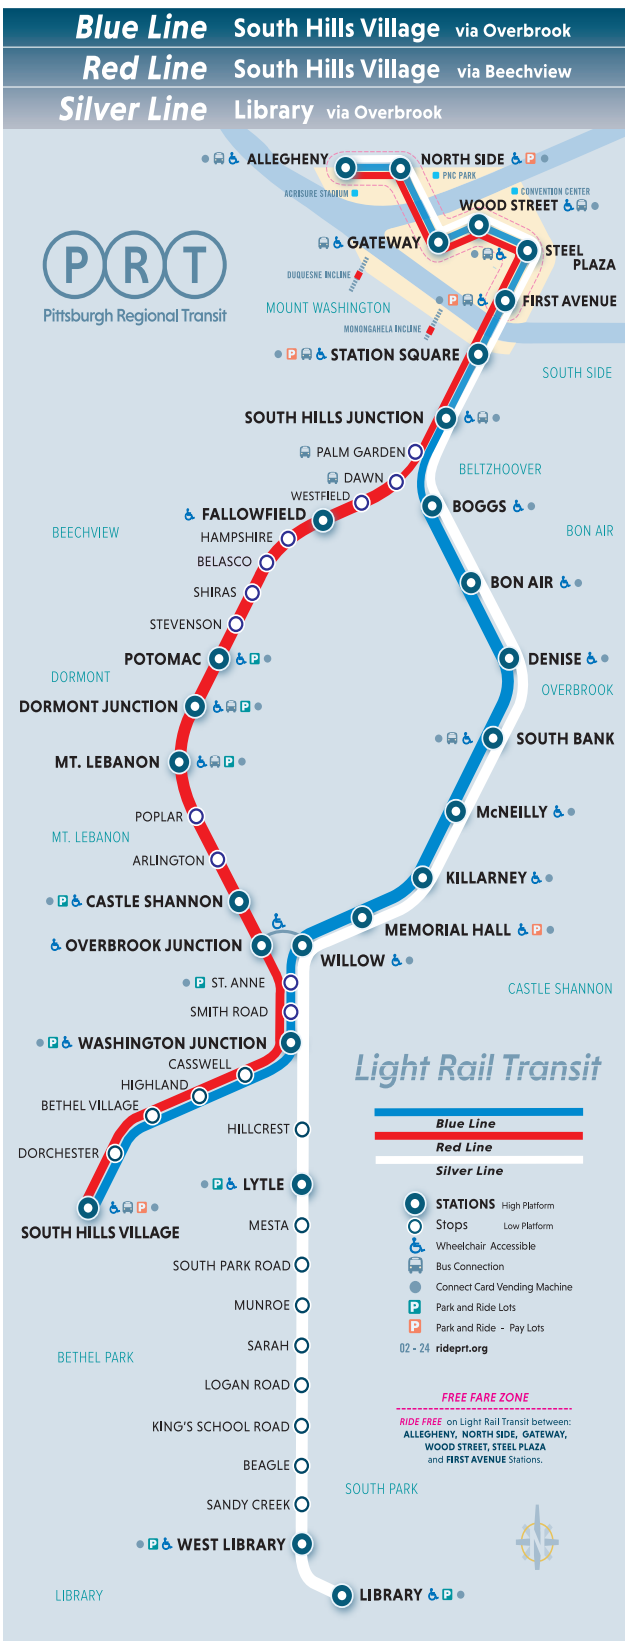 Blue Line South Hills Village via Overbrook
Red Line South Hills Village via Beechview
Silver Line Library via Overbrook
ALLEGHENY
NORTH SIDE P
PNC PARK
ACRISURE STADIUM
CONVENTION CENTER
WOOD STREET
GATEWAY
STEEL
PLAZA
PRT
Pittsburgh Regional Transit
DUQUESNE INCLINE
MOUNT WASHINGTON
P FIRST AVENUE
MONONGAHELA INCLINE
P STATION SQUARE
SOUTH SIDE
SOUTH HILLS JUNCTION
PALM GARDEN
BELTZHOOVER
DAWN
WESTFIELD
BOGGS
FALLOWFIELD
BEECHVIEW
BON AIR
HAMPSHIRE
BELASCO
BON AIR
SHIRAS
STEVENSON
POTOMAC P
DENISE
DORMONT
OVERBROOK
DORMONT JUNCTION P
SOUTH BANK
MT. LEBANON P
McNEILLY
POPLAR
MT. LEBANON
ARLINGTON
KILLARNEY
P CASTLE SHANNON
MEMORIAL HALL P
OVERBROOK JUNCTION
WILLOW
P ST. ANNE
CASTLE SHANNON
SMITH ROAD
P WASHINGTON JUNCTION
CASSWELL
Light Rail Transit
HIGHLAND
BETHEL VILLAGE
Blue Line
HILLCREST
Red Line
DORCHESTER
Silver Line
P LYTLE
P
SOUTH HILLS VILLAGE
STATIONS High Platform
Stops Low Platform
MESTA
Wheelchair Accessible
SOUTH PARK ROAD
Bus Connection
Connect Card Vending Machine
MUNROE
P Park and Ride Lots
P Park and Ride - Pay Lots
SARAH
02 - 24 rideprt.org
BETHEL PARK
LOGAN ROAD
FREE FARE ZONE
RIDE FREE on Light Rail Transit between:
ALLEGHENY, NORTH SIDE, GATEWAY,
WOOD STREET, STEEL PLAZA
and FIRST AVENUE Stations.
KING'S SCHOOL ROAD
BEAGLE
SOUTH PARK
SANDY CREEK
P WEST LIBRARY
N
LIBRARY
LIBRARY P